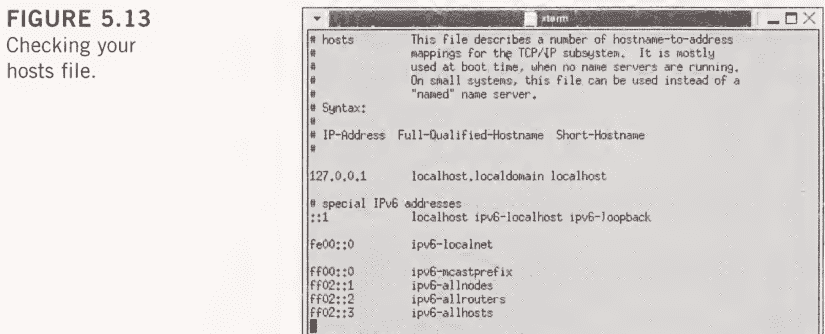 FIGURE 5.13
Checking your
hosts file.
xterm
# hosts This file describes a number of hostname-to-address
# mappings for the TCP/IP subsystem. It is mostly
# used at boot time, when no name servers are running.
# On small systems, this file can be used instead of a
# "named" name server.
# Syntax:
#
# IP-Address Full-Qualified-Hostname Short-Hostname
#
127.0.0.1 localhost.localdomain localhost
# special IPv6 addresses
::1 localhost ipv6-localhost ipv6-loopback
fe00::0 ipv6-localnet
ff00::0 ipv6-mcastprefix
ff02::1 ipv6-allnodes
ff02::2 ipv6-allrouters
ff02::3 ipv6-allhosts